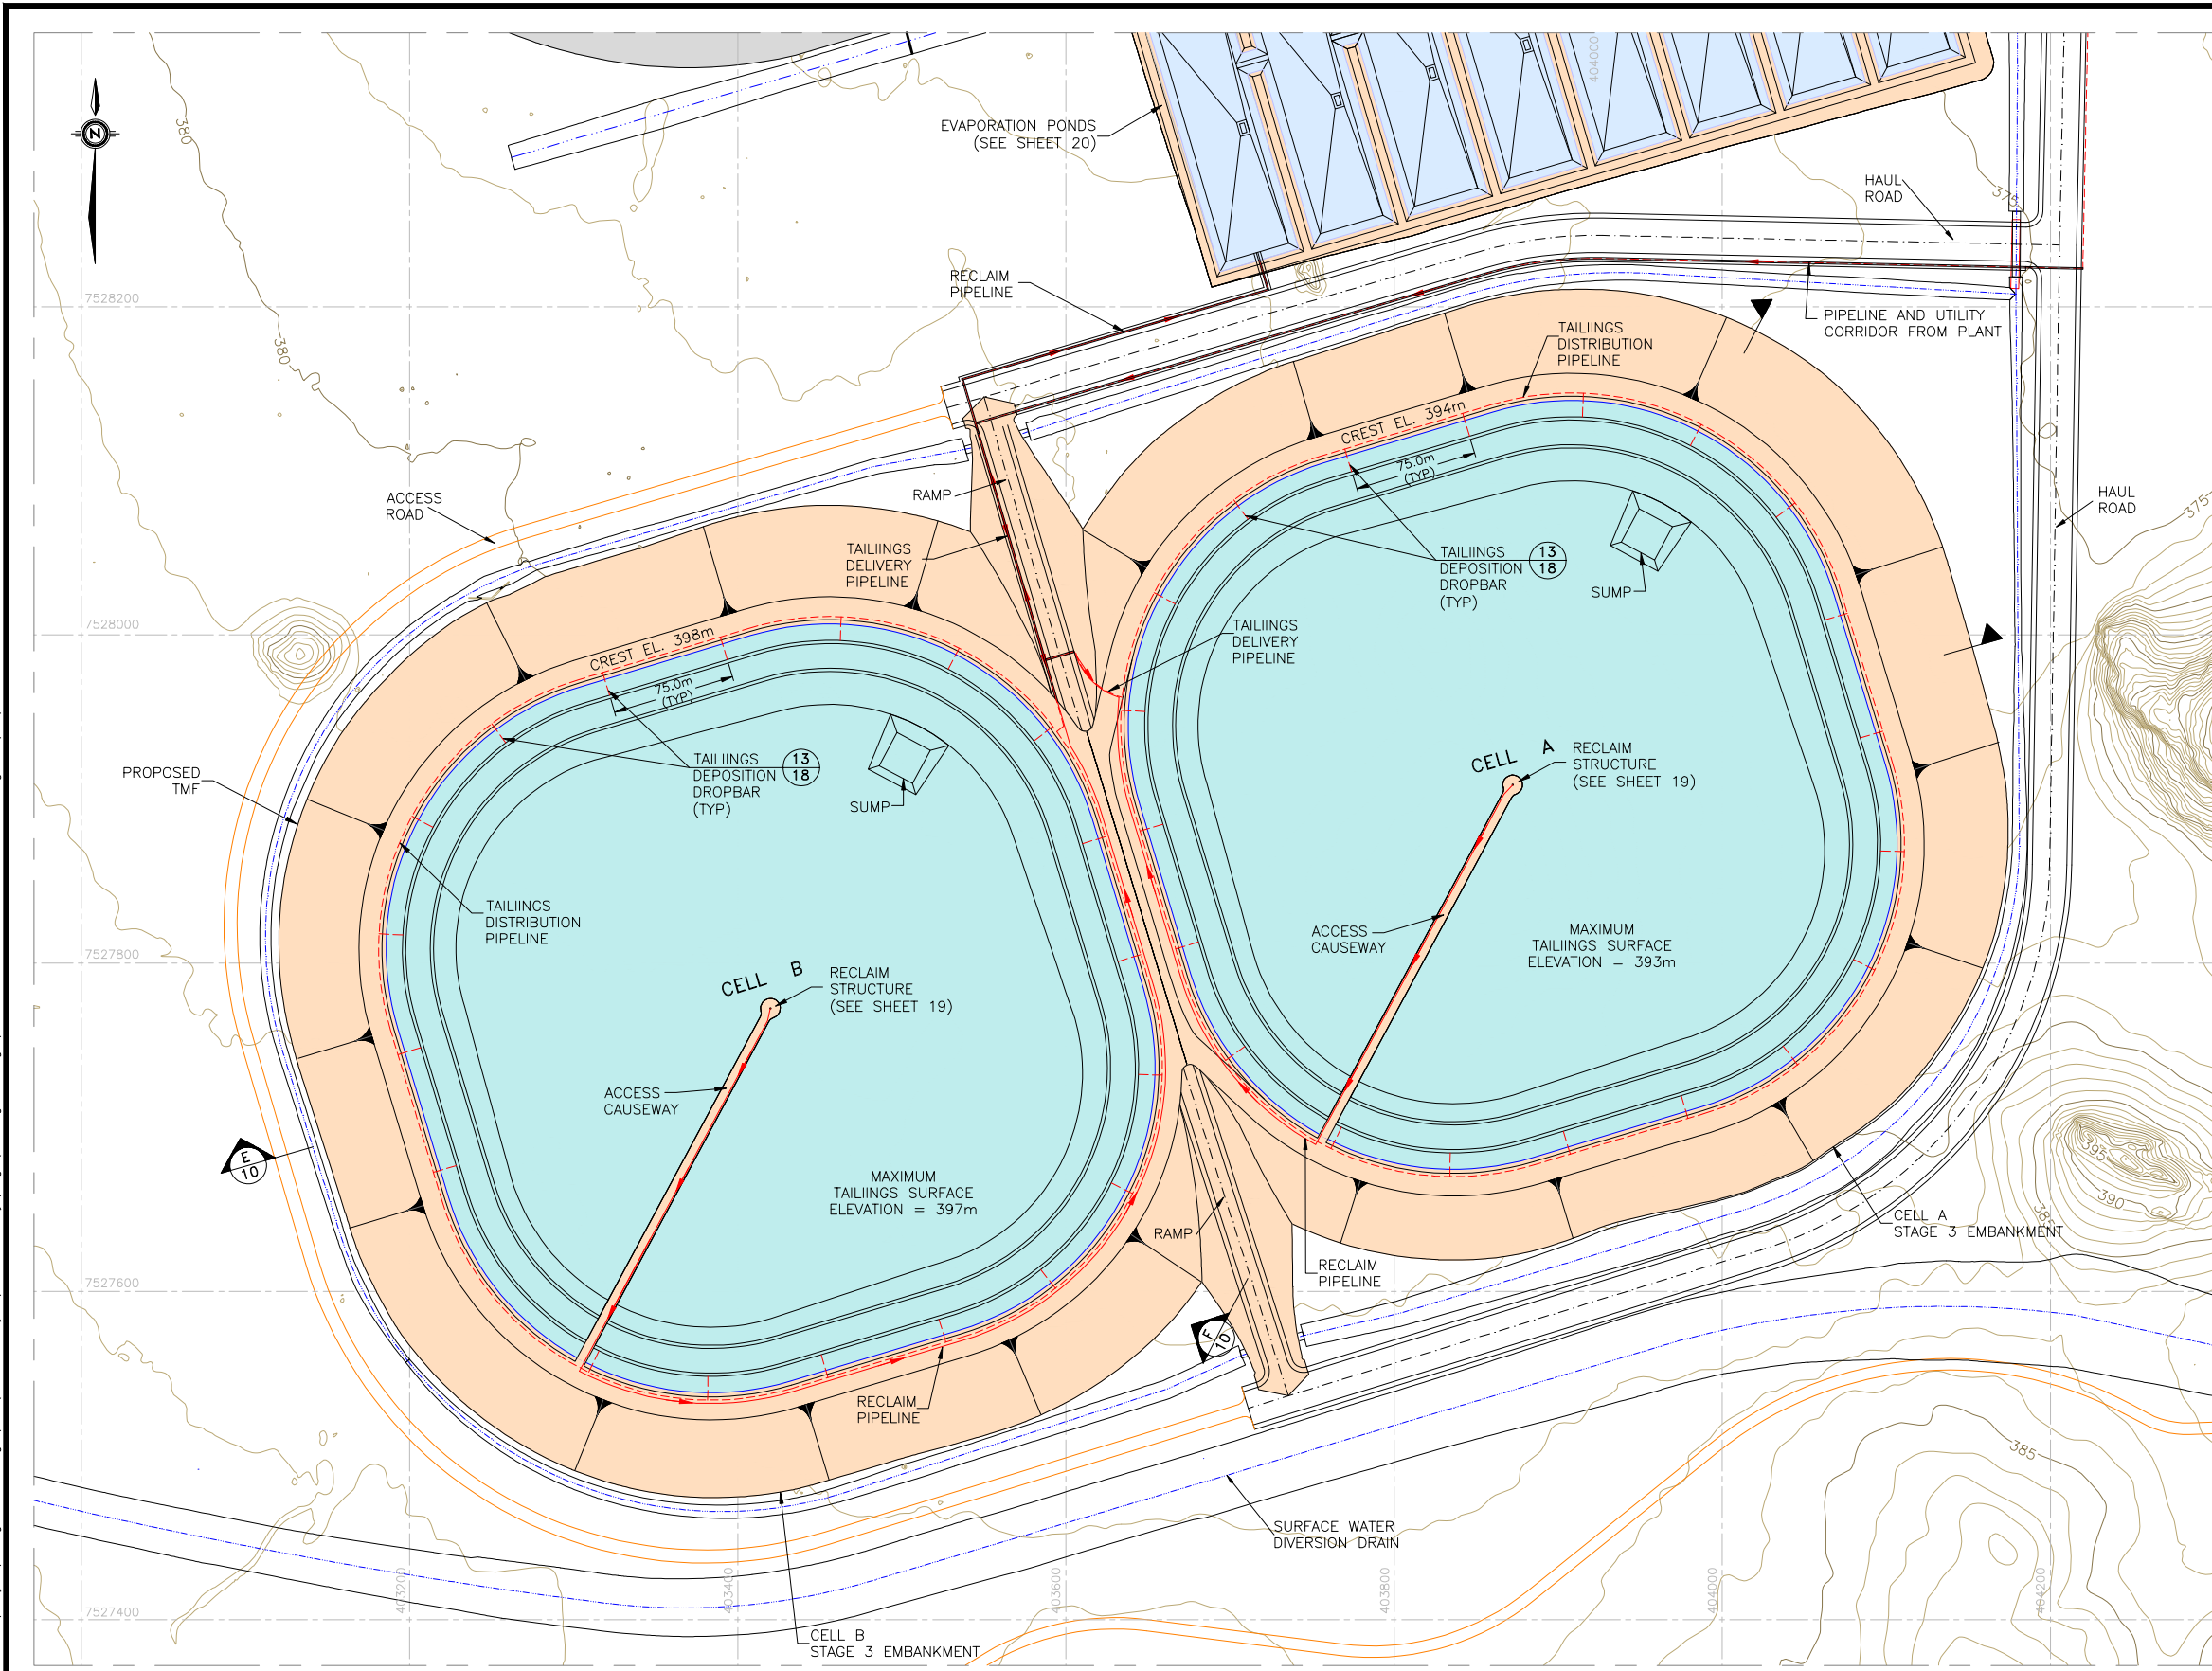 N
380
380
404000
EVAPORATION PONDS
(SEE SHEET 20)
HAUL
ROAD
375
RECLAIM
PIPELINE
7528200
PIPELINE AND UTILITY
CORRIDOR FROM PLANT
TAILIINGS
DISTRIBUTION
PIPELINE
CREST EL. 394m
75.0m
(TYP)
ACCESS
ROAD
RAMP
HAUL
ROAD
375
TAILIINGS
DELIVERY
PIPELINE
TAILIINGS
DEPOSITION
DROPBAR
(TYP)
13
18
SUMP
7528000
CREST EL. 398m
75.0m
(TYP)
TAILIINGS
DELIVERY
PIPELINE
PROPOSED
TMF
TAILIINGS
DEPOSITION
DROPBAR
(TYP)
13
18
SUMP
CELL A
RECLAIM
STRUCTURE
(SEE SHEET 19)
TAILIINGS
DISTRIBUTION
PIPELINE
ACCESS
CAUSEWAY
MAXIMUM
TAILIINGS SURFACE
ELEVATION = 393m
7527800
CELL B
RECLAIM
STRUCTURE
(SEE SHEET 19)
ACCESS
CAUSEWAY
E
10
MAXIMUM
TAILIINGS SURFACE
ELEVATION = 397m
395
390
385
RAMP
CELL A
STAGE 3 EMBANKMENT
RECLAIM
PIPELINE
7527600
F
10
RECLAIM
PIPELINE
385
SURFACE WATER
DIVERSION DRAIN
403200
403400
403600
403800
404000
404200
7527400
CELL B
STAGE 3 EMBANKMENT